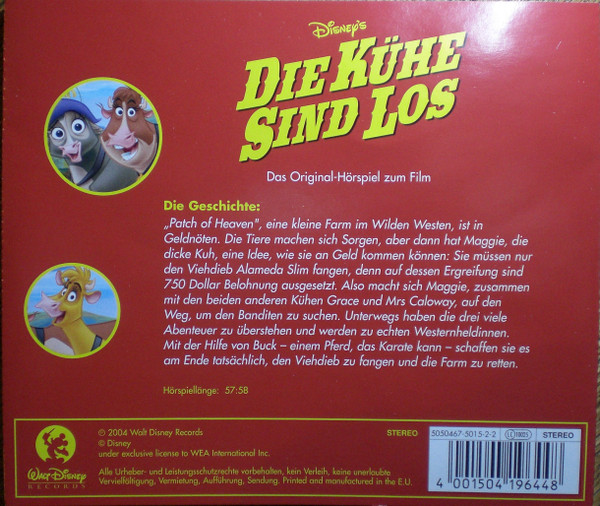 Disney's
DIE KÜHE
SIND LOS
Das Original-Hörspiel zum Film
Die Geschichte:
„Patch of Heaven", eine kleine Farm im Wilden Westen, ist in
Geldnöten. Die Tiere machen sich Sorgen, aber dann hat Maggie, die
dicke Kuh, eine Idee, wie sie an Geld kommen können: Sie müssen nur
den Viehdieb Alameda Slim fangen, denn auf dessen Ergreifung sind
750 Dollar Belohnung ausgesetzt. Also macht sich Maggie, zusammen
mit den beiden anderen Kühen Grace und Mrs Caloway, auf den
Weg, um den Banditen zu suchen. Unterwegs haben die drei viele
Abenteuer zu überstehen und werden zu echten Westernheldinnen.
Mit der Hilfe von Buck – einem Pferd, das Karate kann – schaffen sie es
am Ende tatsächlich, den Viehdieb zu fangen und die Farm zu retten.
Hörspiellänge: 57:58
© 2004 Walt Disney Records
© Disney
under exclusive license to WEA International Inc.
Alle Urheber- und Leistungsschutzrechte vorbehalten, kein Verleih, keine unerlaubte
Vervielfältigung, Vermietung, Aufführung, Sendung. Printed and manufactured in the E.U.
WALT DISNEY
RECORDS
STEREO
5050467-5015-2-2
LC 10021
STEREO
4 001504 196448